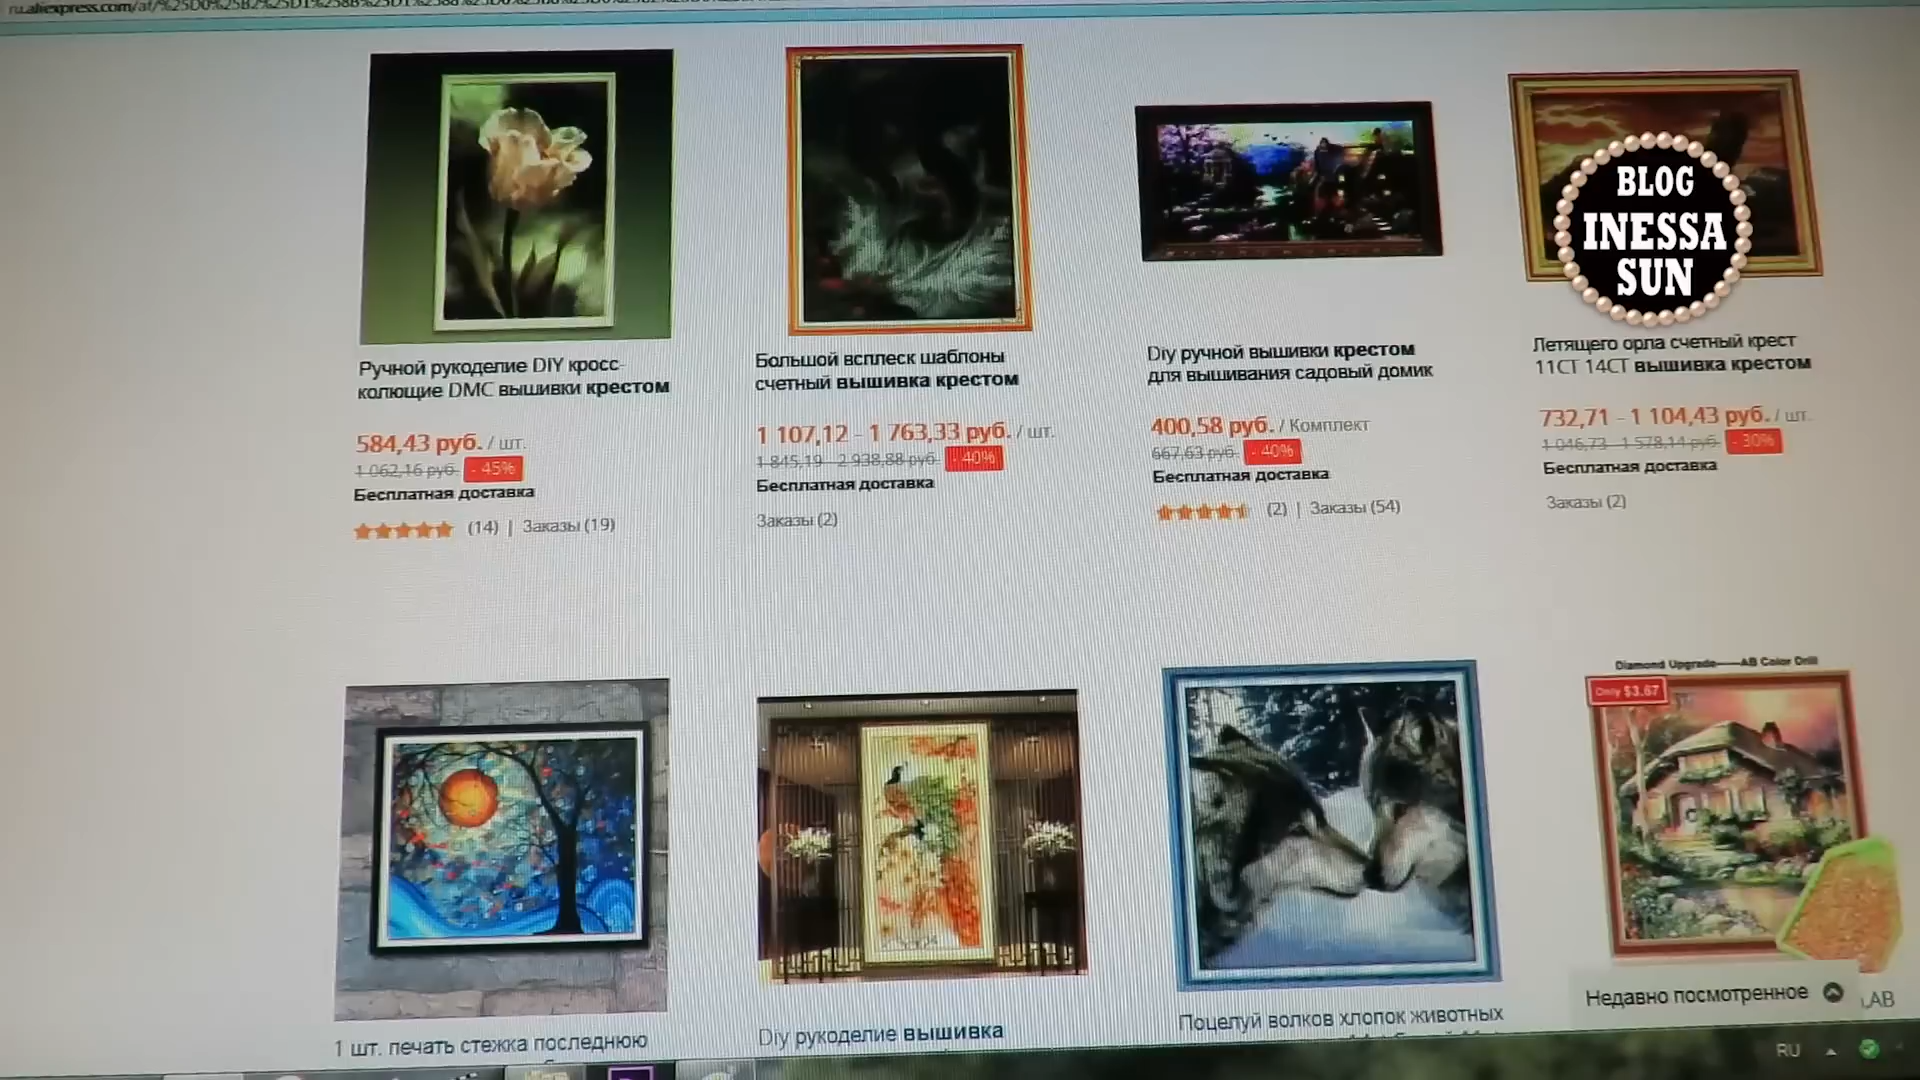 ru.aliexpress.com/af/
Ручной рукоделие DIY кросс-
колющие DMC вышивки крестом
584,43 руб. / шт.
1 062,16 руб. - 45%
Бесплатная доставка
(14) | Заказы (19)
Большой всплеск шаблоны
счетный вышивка крестом
1 107,12 - 1 763,33 руб. / шт.
1 845,19 - 2 938,88 руб. - 40%
Бесплатная доставка
Заказы (2)
Diy ручной вышивки крестом
для вышивания садовый домик
400,58 руб. / Комплект
667,63 руб. - 40%
Бесплатная доставка
(2) | Заказы (54)
BLOG
INESSA
SUN
Летящего орла счетный крест
11CT 14CT вышивка крестом
732,71 - 1 104,43 руб. / шт.
1 046,73 - 1 578,14 руб. - 30%
Бесплатная доставка
Заказы (2)
1 шт. печать стежка последнюю
Diy рукоделие вышивка
Поцелуй волков хлопок животных
Diamond Upgrade——AB Color Drill
Only $3.67
Недавно посмотренное
AB
RU